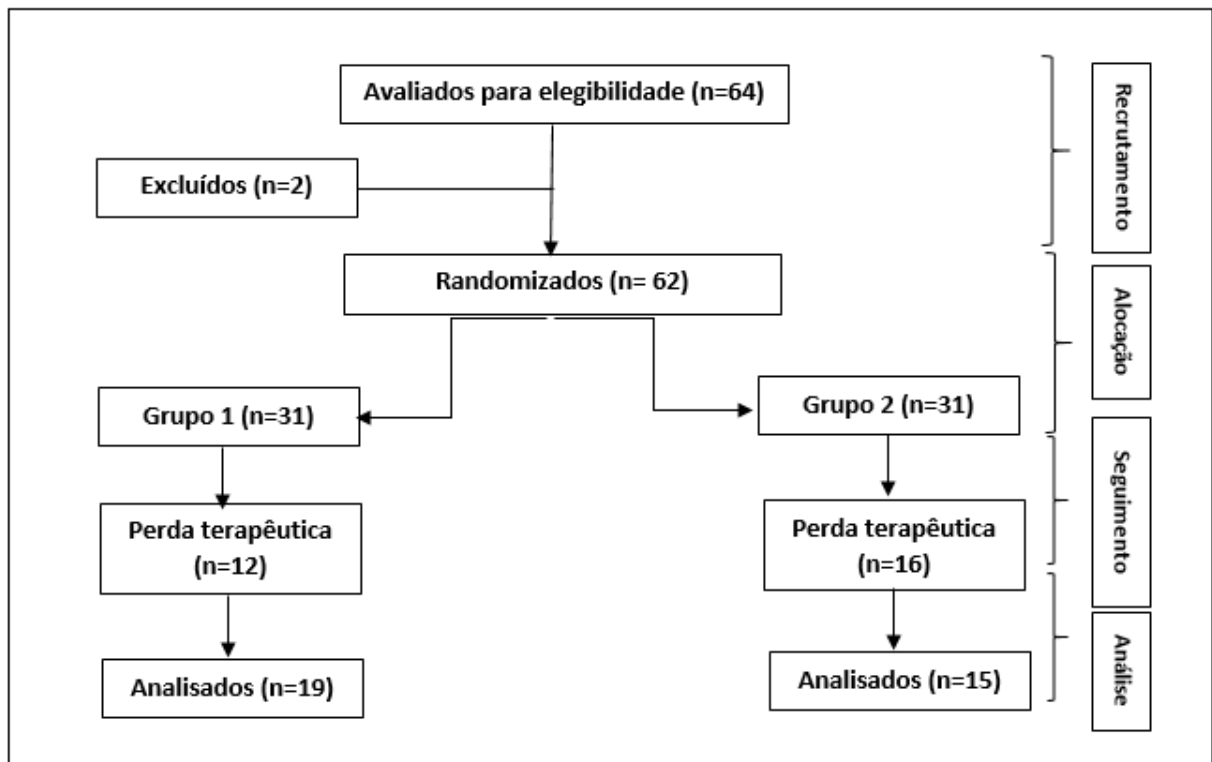 Avaliados para elegibilidade (n=64)
Excluídos (n=2)
Randomizados (n= 62)
Grupo 1 (n=31)
Grupo 2 (n=31)
Perda terapêutica
(n=12)
Perda terapêutica
(n=16)
Analisados (n=19)
Analisados (n=15)
Recrutamento
Alocação
Seguimento
Análise